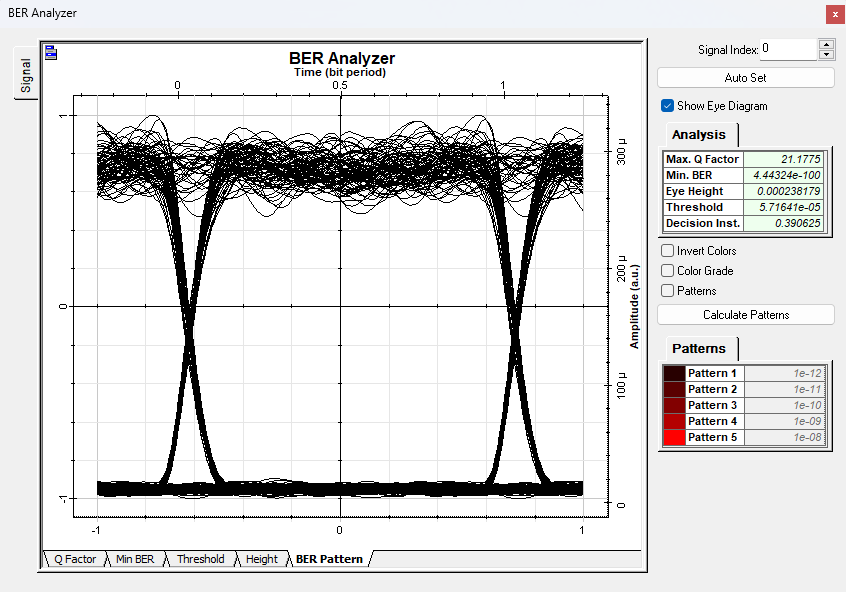 BER Analyzer
x
Signal
BER Analyzer
Time (bit period)
0 0.5 1
1
0
-1
-1 0 1
300 µ
200 µ
100 µ
0
Amplitude (a.u.)
Q Factor Min BER Threshold Height BER Pattern
Signal Index: 0
Auto Set
Show Eye Diagram
Analysis
Max. Q Factor 21.1775
Min. BER 4.44324e-100
Eye Height 0.000238179
Threshold 5.71641e-05
Decision Inst. 0.390625
Invert Colors
Color Grade
Patterns
Calculate Patterns
Patterns
Pattern 1 1e-12
Pattern 2 1e-11
Pattern 3 1e-10
Pattern 4 1e-09
Pattern 5 1e-08